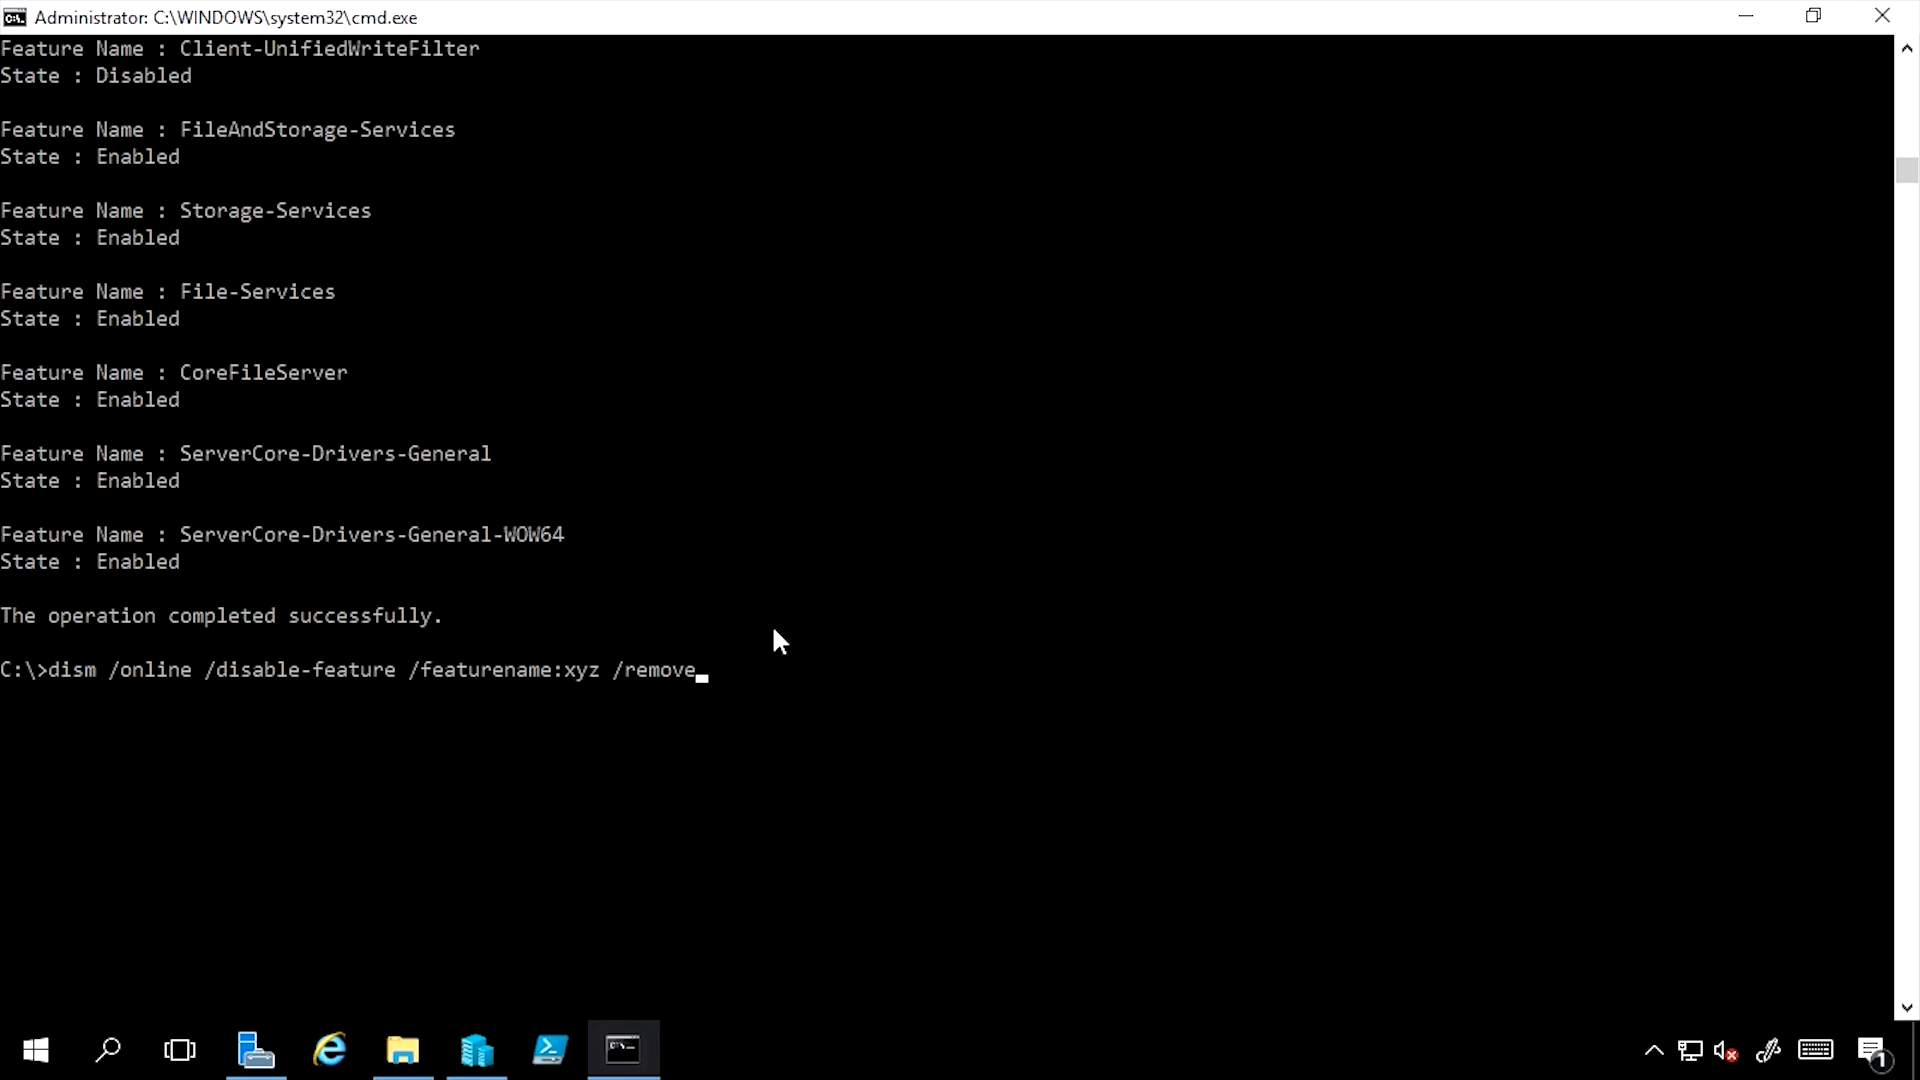 Administrator: C:\WINDOWS\system32\cmd.exe
Feature Name : Client-UnifiedWriteFilter
State : Disabled
Feature Name : FileAndStorage-Services
State : Enabled
Feature Name : Storage-Services
State : Enabled
Feature Name : File-Services
State : Enabled
Feature Name : CoreFileServer
State : Enabled
Feature Name : ServerCore-Drivers-General
State : Enabled
Feature Name : ServerCore-Drivers-General-WOW64
State : Enabled
The operation completed successfully.
C:\>dism /online /disable-feature /featurename:xyz /remove
1